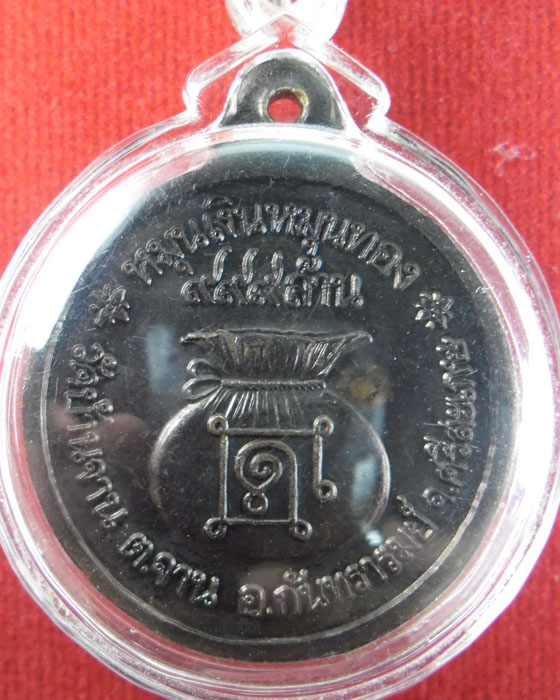 หมุนเงินหมุนทอง
๙๙๙ล้าน
วัดบ้านจาน ต.จาน อ.กันทรารมย์ จ.ศรีสะเกษ